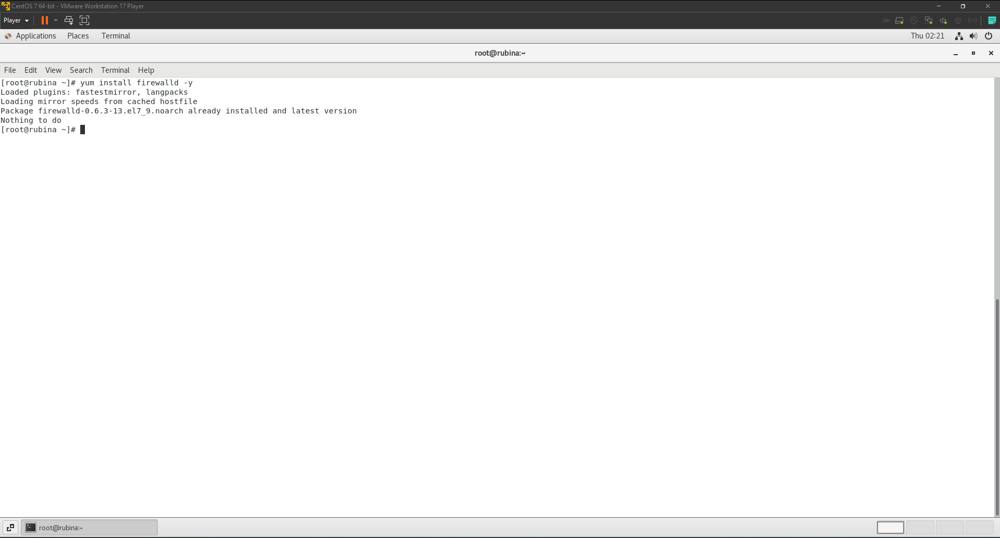 CentOS 7 64-bit - VMware Workstation 17 Player
Player
Applications Places Terminal Thu 02:21
root@rubina:~
File Edit View Search Terminal Help
[root@rubina ~]# yum install firewalld -y
Loaded plugins: fastestmirror, langpacks
Loading mirror speeds from cached hostfile
Package firewalld-0.6.3-13.el7_9.noarch already installed and latest version
Nothing to do
[root@rubina ~]#
root@rubina:~